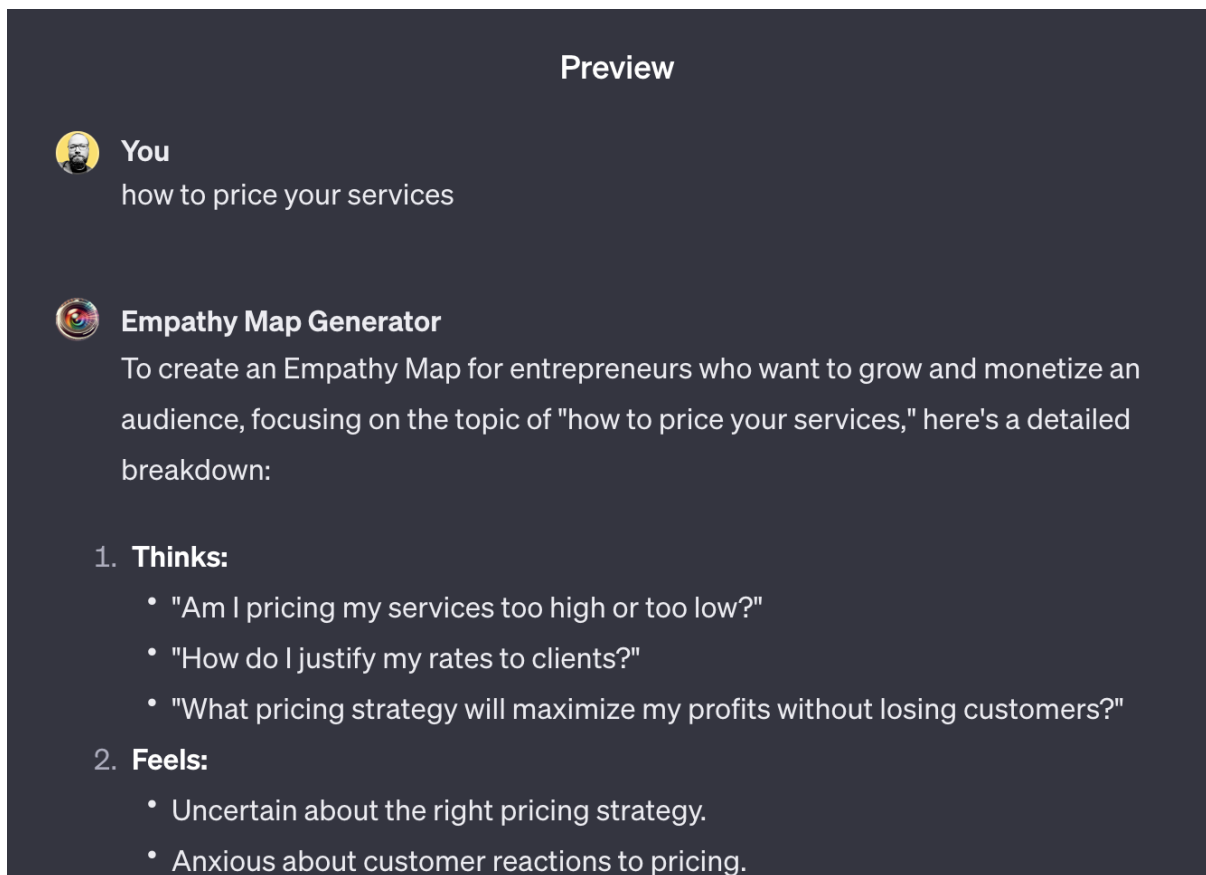 Preview
You
how to price your services
Empathy Map Generator
To create an Empathy Map for entrepreneurs who want to grow and monetize an
audience, focusing on the topic of "how to price your services," here's a detailed
breakdown:
1. Thinks:
• "Am I pricing my services too high or too low?"
• "How do I justify my rates to clients?"
• "What pricing strategy will maximize my profits without losing customers?"
2. Feels:
• Uncertain about the right pricing strategy.
• Anxious about customer reactions to pricing.